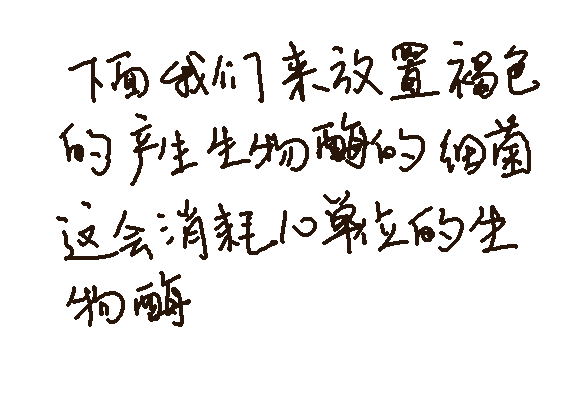 下面我们来放置褐色
的产生生物酶的细菌
这会消耗10单位的生
物酶